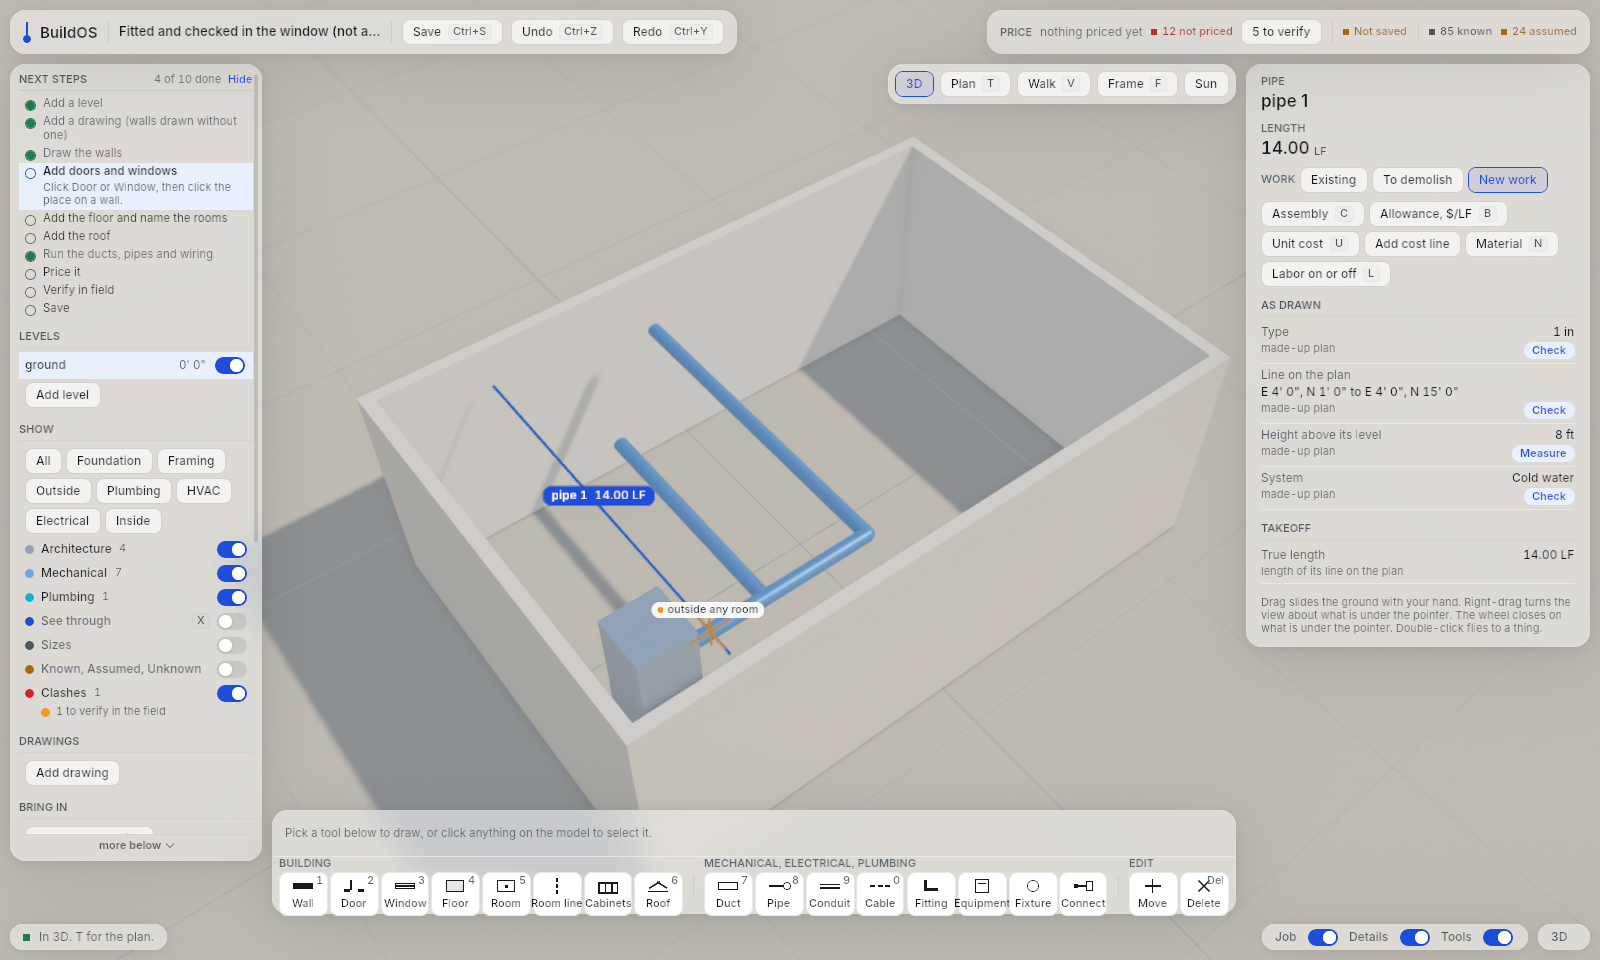 BuildOS
Fitted and checked in the window (not a...
Save Ctrl+S
Undo Ctrl+Z
Redo Ctrl+Y
PRICE nothing priced yet 12 not priced 5 to verify Not saved 85 known 24 assumed
NEXT STEPS 4 of 10 done Hide
Add a level
Add a drawing (walls drawn without
one)
Draw the walls
Add doors and windows
Click Door or Window, then click the
place on a wall.
Add the floor and name the rooms
Add the roof
Run the ducts, pipes and wiring
Price it
Verify in field
Save
LEVELS
ground 0' 0"
Add level
SHOW
All Foundation Framing
Outside Plumbing HVAC
Electrical Inside
Architecture 4
Mechanical 7
Plumbing 1
See through X
Sizes
Known, Assumed, Unknown
Clashes 1
1 to verify in the field
DRAWINGS
Add drawing
BRING IN
more below
3D Plan T Walk V Frame F Sun
pipe 1 14.00 LF
outside any room
PIPE
pipe 1
LENGTH
14.00 LF
WORK Existing To demolish New work
Assembly C Allowance, $/LF B
Unit cost U Add cost line Material N
Labor on or off L
AS DRAWN
Type 1 in
made-up plan Check
Line on the plan
E 4' 0", N 1' 0" to E 4' 0", N 15' 0"
made-up plan Check
Height above its level 8 ft
made-up plan Measure
System Cold water
made-up plan Check
TAKEOFF
True length 14.00 LF
length of its line on the plan
Drag slides the ground with your hand. Right-drag turns the
view about what is under the pointer. The wheel closes on
what is under the pointer. Double-click flies to a thing.
Pick a tool below to draw, or click anything on the model to select it.
BUILDING MECHANICAL, ELECTRICAL, PLUMBING EDIT
1 2 3 4 5 6 7 8 9 0 Del
Wall Door Window Floor Room Room line Cabinets Roof Duct Pipe Conduit Cable Fitting Equipment Fixture Connect Move Delete
In 3D. T for the plan.
Job Details Tools 3D